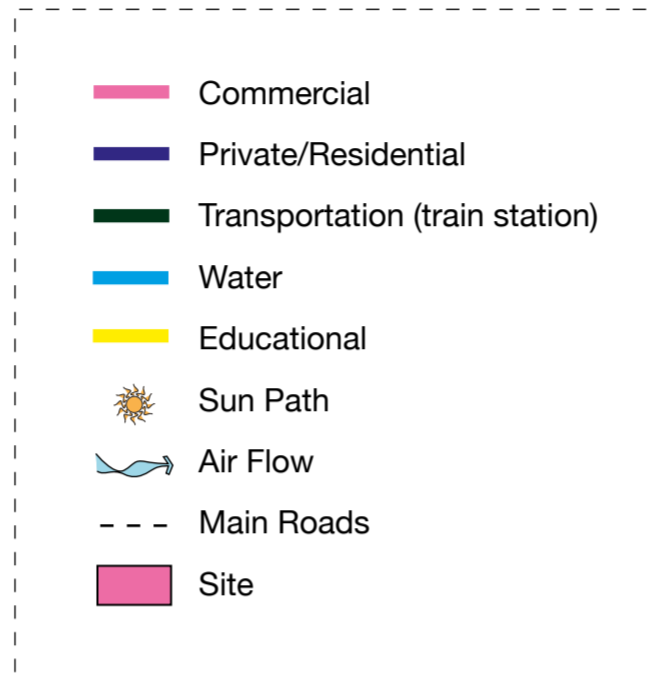 Commercial
Private/Residential
Transportation (train station)
Water
Educational
Sun Path
Air Flow
Main Roads
Site